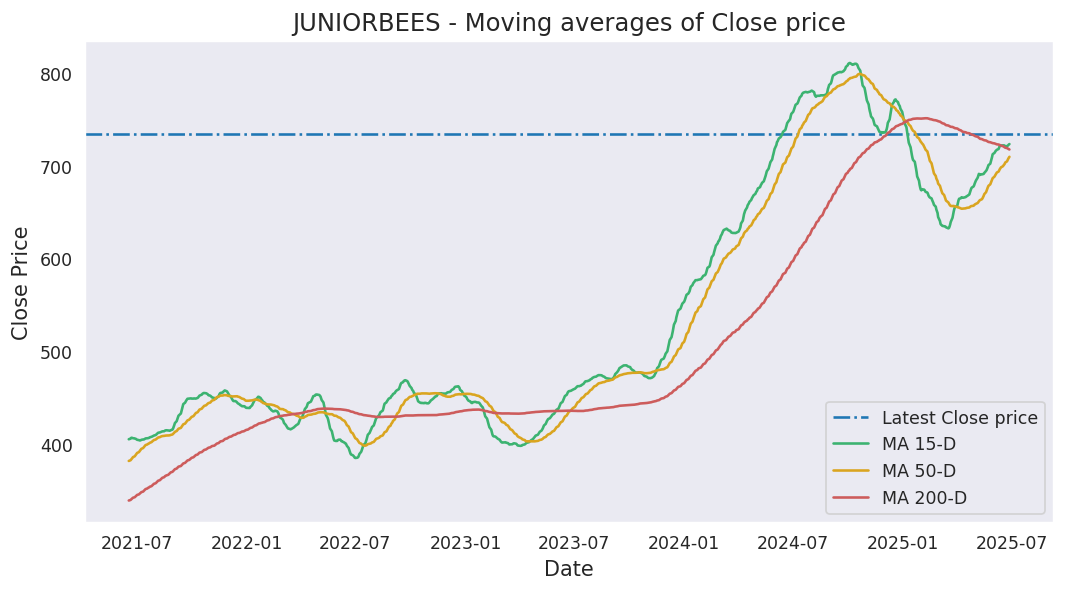 JUNIORBEES - Moving averages of Close price
Close Price
800
700
600
500
400
2021-07 2022-01 2022-07 2023-01 2023-07 2024-01 2024-07 2025-01 2025-07
Date
Latest Close price
MA 15-D
MA 50-D
MA 200-D